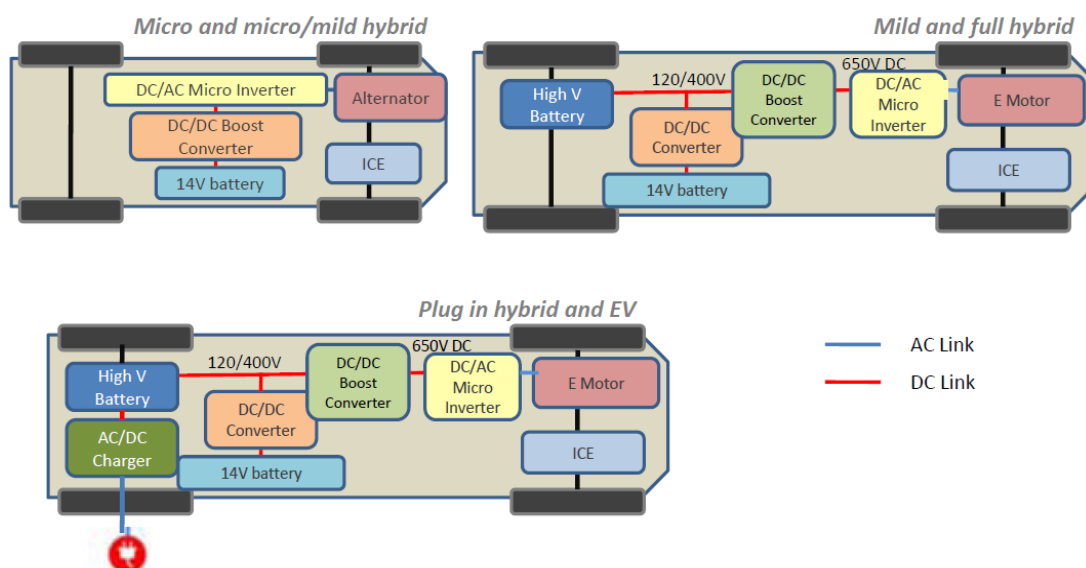 Micro and micro/mild hybrid
DC/AC Micro Inverter
Alternator
DC/DC Boost
Converter
ICE
14V battery
Mild and full hybrid
650V DC
120/400V
High V
Battery
DC/DC
Boost
Converter
DC/AC
Micro
Inverter
E Motor
DC/DC
Converter
ICE
14V battery
Plug in hybrid and EV
650V DC
120/400V
High V
Battery
DC/DC
Boost
Converter
DC/AC
Micro
Inverter
E Motor
DC/DC
Converter
AC/DC
Charger
ICE
14V battery
AC Link
DC Link